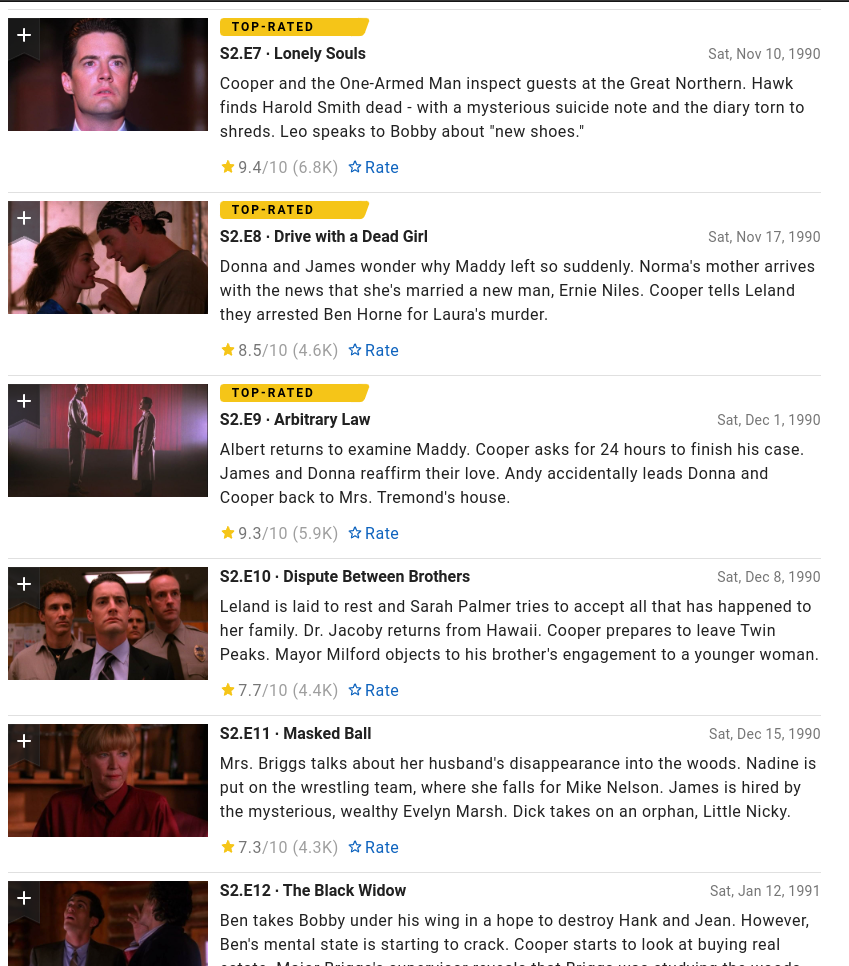 TOP-RATED
S2.E7 · Lonely Souls
Sat, Nov 10, 1990
Cooper and the One-Armed Man inspect guests at the Great Northern. Hawk
finds Harold Smith dead - with a mysterious suicide note and the diary torn to
shreds. Leo speaks to Bobby about "new shoes."
9.4/10 (6.8K) Rate
TOP-RATED
S2.E8 · Drive with a Dead Girl
Sat, Nov 17, 1990
Donna and James wonder why Maddy left so suddenly. Norma's mother arrives
with the news that she's married a new man, Ernie Niles. Cooper tells Leland
they arrested Ben Horne for Laura's murder.
8.5/10 (4.6K) Rate
TOP-RATED
S2.E9 · Arbitrary Law
Sat, Dec 1, 1990
Albert returns to examine Maddy. Cooper asks for 24 hours to finish his case.
James and Donna reaffirm their love. Andy accidentally leads Donna and
Cooper back to Mrs. Tremond's house.
9.3/10 (5.9K) Rate
S2.E10 · Dispute Between Brothers
Sat, Dec 8, 1990
Leland is laid to rest and Sarah Palmer tries to accept all that has happened to
her family. Dr. Jacoby returns from Hawaii. Cooper prepares to leave Twin
Peaks. Mayor Milford objects to his brother's engagement to a younger woman.
7.7/10 (4.4K) Rate
S2.E11 · Masked Ball
Sat, Dec 15, 1990
Mrs. Briggs talks about her husband's disappearance into the woods. Nadine is
put on the wrestling team, where she falls for Mike Nelson. James is hired by
the mysterious, wealthy Evelyn Marsh. Dick takes on an orphan, Little Nicky.
7.3/10 (4.3K) Rate
S2.E12 · The Black Widow
Sat, Jan 12, 1991
Ben takes Bobby under his wing in a hope to destroy Hank and Jean. However,
Ben's mental state is starting to crack. Cooper starts to look at buying real
estate. Major Briggs's supervisor reveals that Briggs was studying the woods